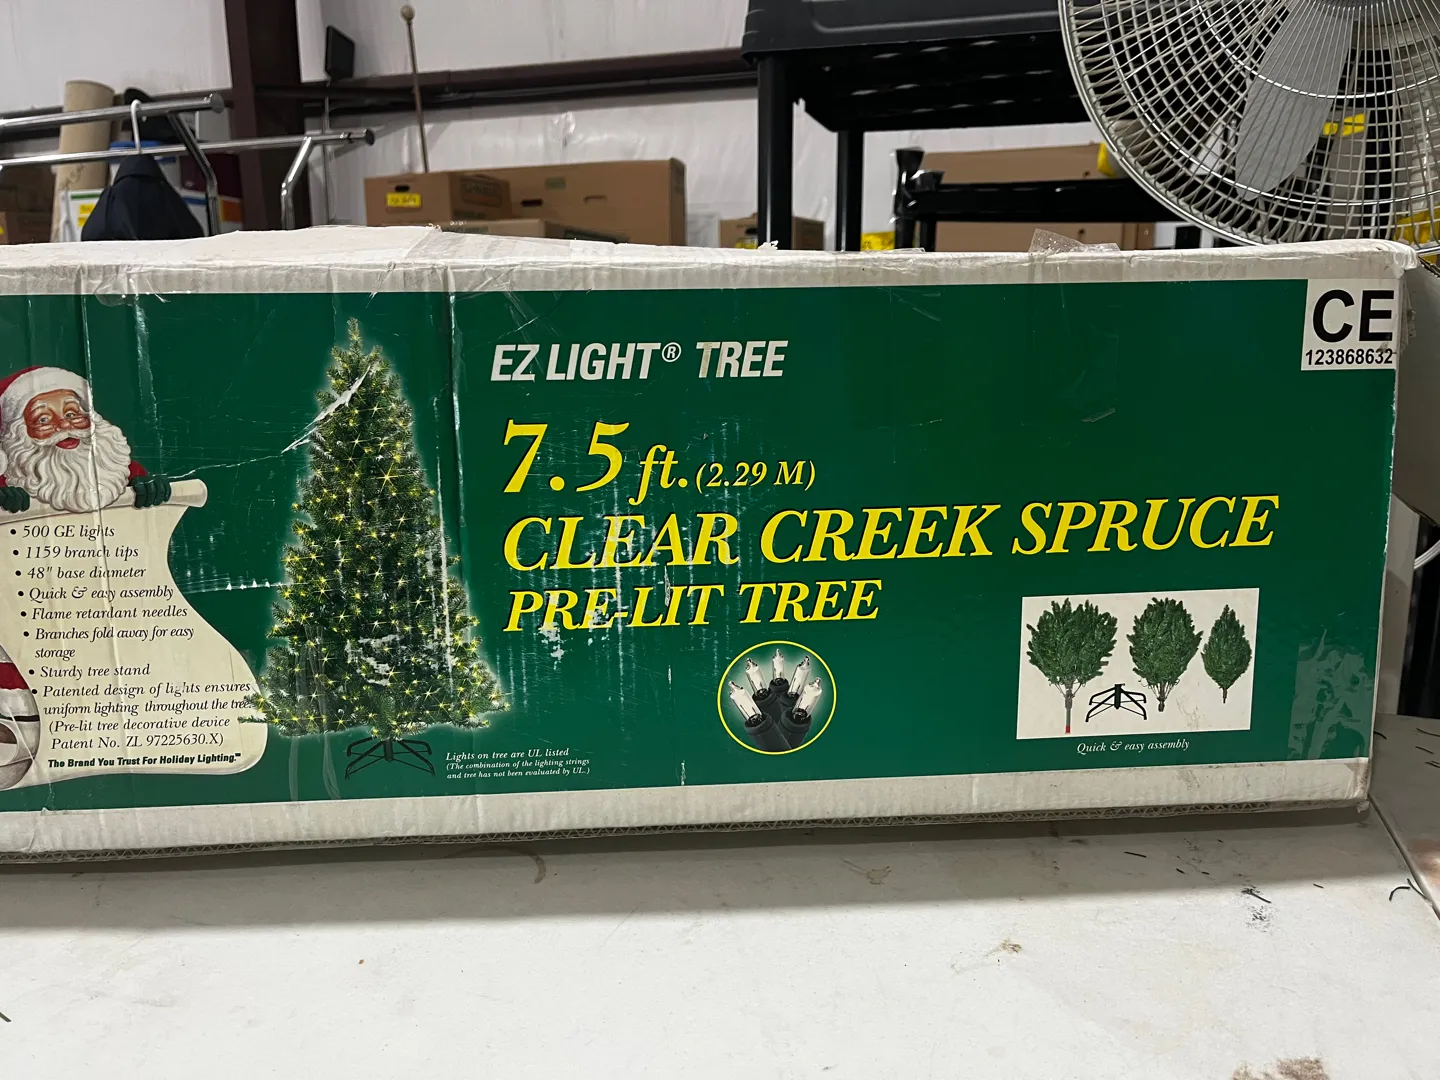 EZ LIGHT® TREE
7.5 ft. (2.29 M)
CLEAR CREEK SPRUCE
PRE-LIT TREE
CE
123868632
• 500 GE lights
• 1159 branch tips
• 48" base diameter
• Quick & easy assembly
• Flame retardant needles
• Branches fold away for easy
storage
• Sturdy tree stand
• Patented design of lights ensures
uniform lighting throughout the tree.
(Pre-lit tree decorative device
Patent No. ZL 97225630.X)
The Brand You Trust For Holiday Lighting.™
Lights on tree are UL listed
(The combination of the lighting strings
and tree has not been evaluated by UL.)
Quick & easy assembly